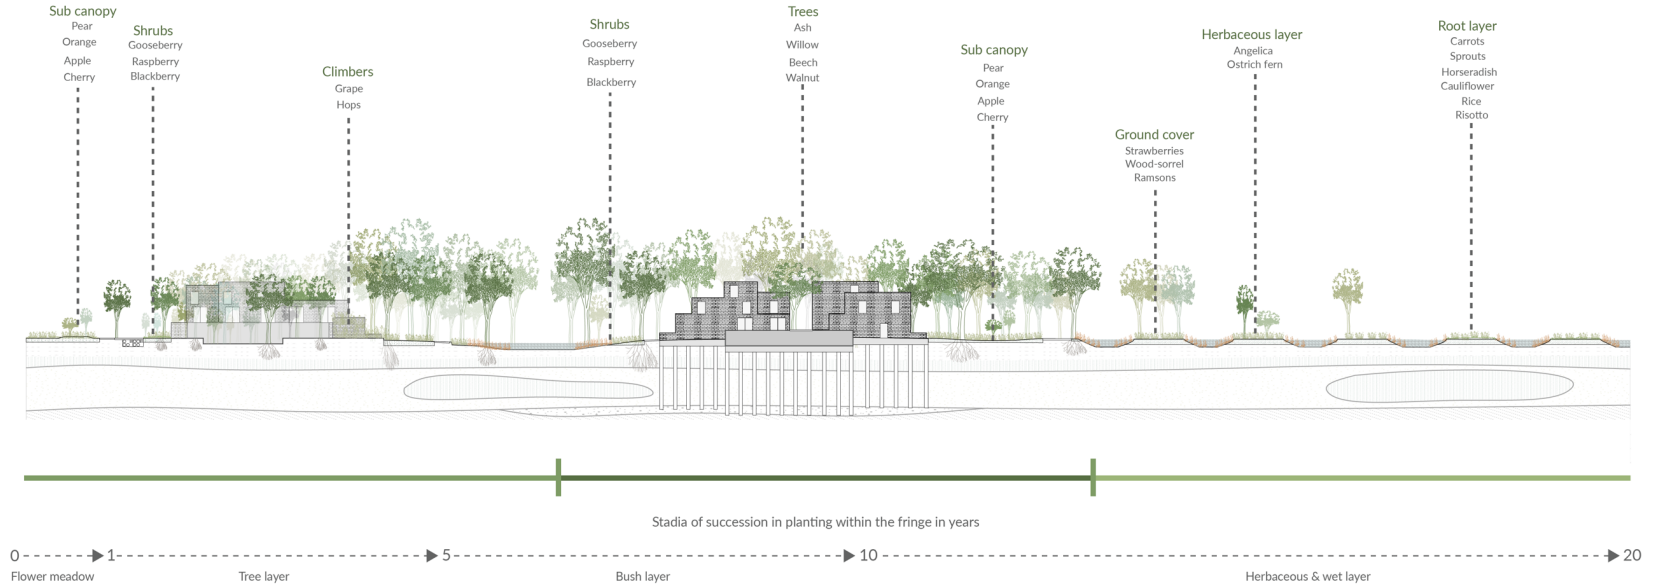 Sub canopy
Pear
Orange
Apple
Cherry
Shrubs
Gooseberry
Raspberry
Blackberry
Climbers
Grape
Hops
Shrubs
Gooseberry
Raspberry
Blackberry
Trees
Ash
Willow
Beech
Walnut
Sub canopy
Pear
Orange
Apple
Cherry
Ground cover
Strawberries
Wood-sorrel
Ramsons
Herbaceous layer
Angelica
Ostrich fern
Root layer
Carrots
Sprouts
Horseradish
Cauliflower
Rice
Risotto
Stadia of succession in planting within the fringe in years
0 1 5 10 20
Flower meadow Tree layer Bush layer Herbaceous & wet layer